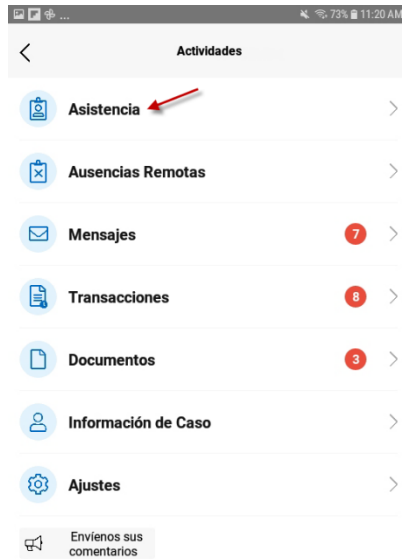 ... 73% 11:20 AM
Actividades
Asistencia
Ausencias Remotas
Mensajes 7
Transacciones 8
Documentos 3
Información de Caso
Ajustes
Envíenos sus
comentarios